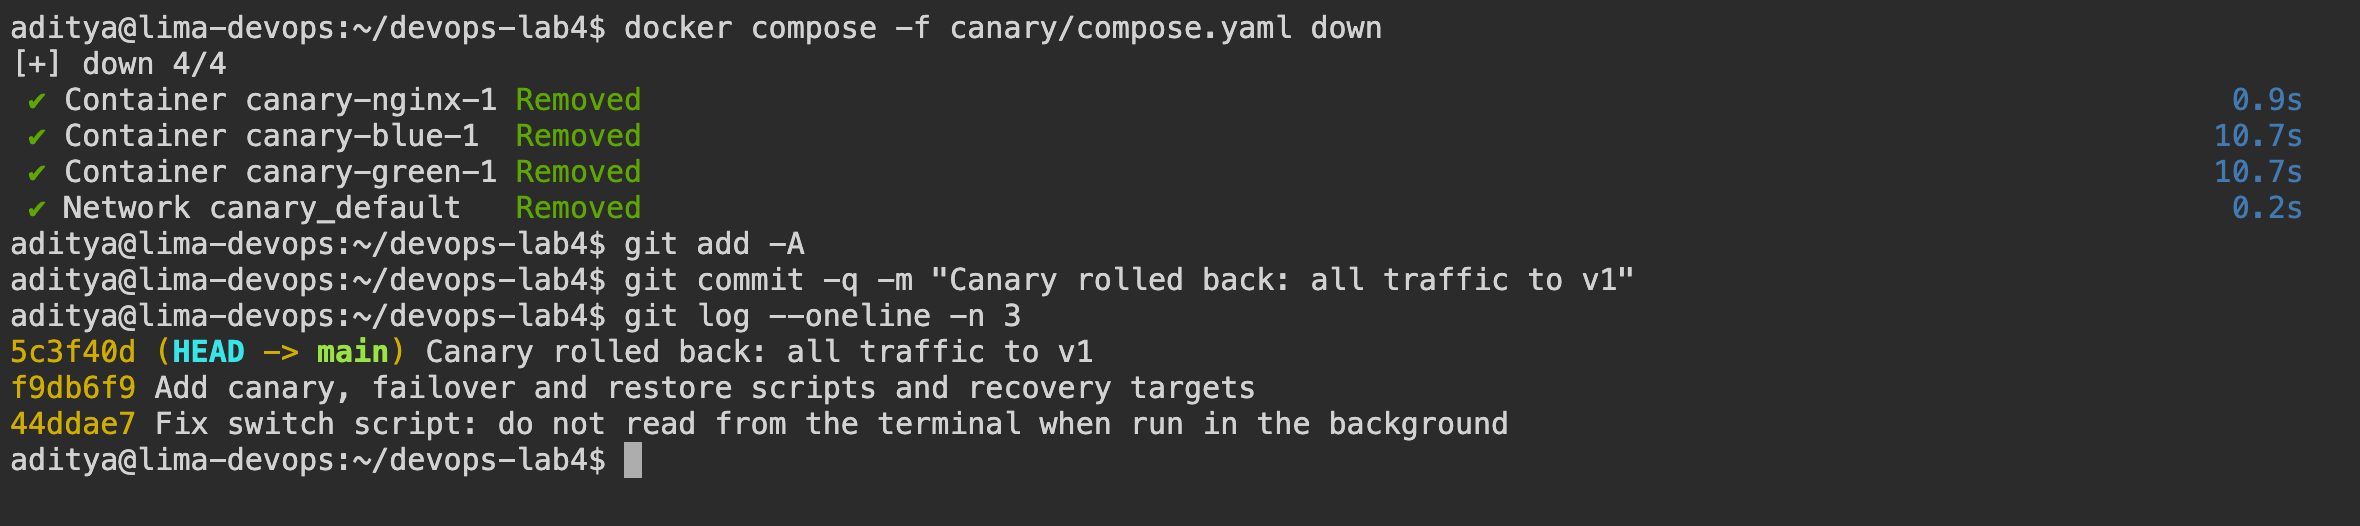 aditya@lima-devops:~/devops-lab4$ docker compose -f canary/compose.yaml down
[+] down 4/4
 ✔ Container canary-nginx-1 Removed 0.9s
 ✔ Container canary-blue-1  Removed 10.7s
 ✔ Container canary-green-1 Removed 10.7s
 ✔ Network canary_default   Removed 0.2s
aditya@lima-devops:~/devops-lab4$ git add -A
aditya@lima-devops:~/devops-lab4$ git commit -q -m "Canary rolled back: all traffic to v1"
aditya@lima-devops:~/devops-lab4$ git log --oneline -n 3
5c3f40d (HEAD -> main) Canary rolled back: all traffic to v1
f9db6f9 Add canary, failover and restore scripts and recovery targets
44ddae7 Fix switch script: do not read from the terminal when run in the background
aditya@lima-devops:~/devops-lab4$